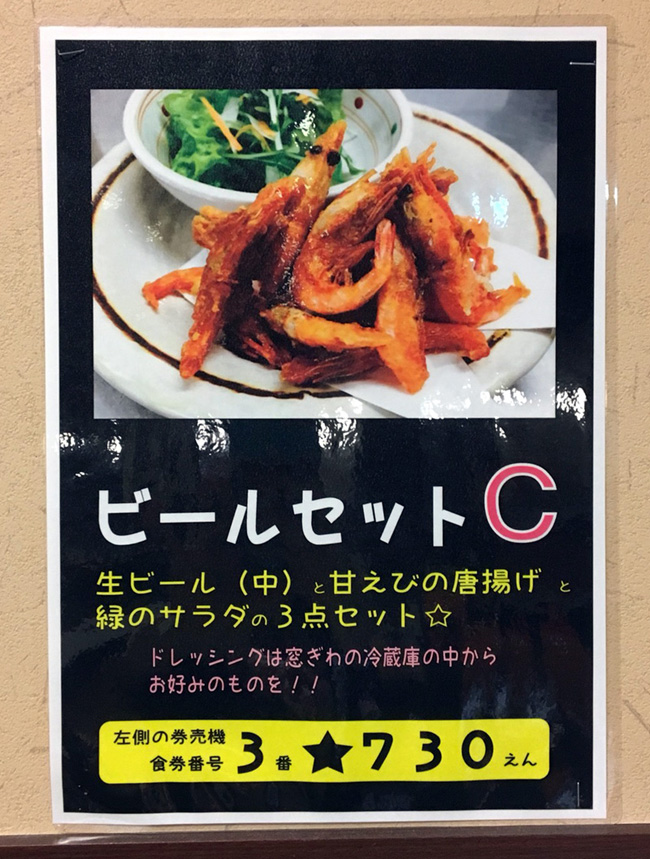 ビールセットC
生ビール（中）と甘えびの唐揚げ と
緑のサラダの３点セット☆
ドレッシングは窓ぎわの冷蔵庫の中から
お好みのものを！！
左側の券売機
食券番号 3番 ★７３０えん